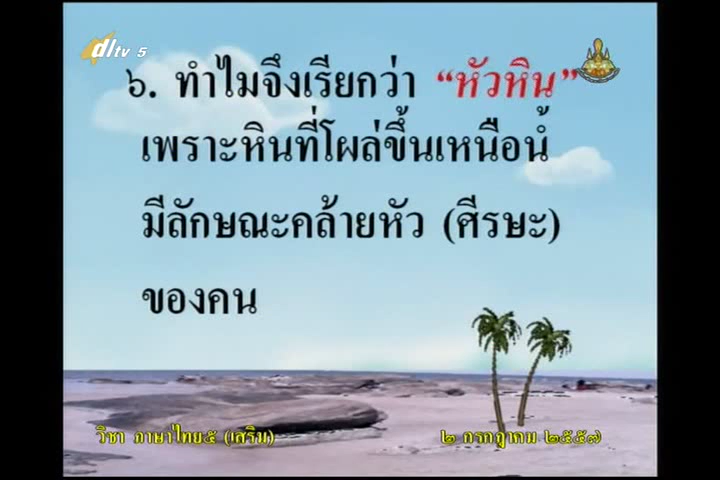 dltv 5
๖. ทำไมจึงเรียกว่า “หัวหิน”
เพราะหินที่โผล่ขึ้นเหนือน้ำ
มีลักษณะคล้ายหัว (ศีรษะ)
ของคน
วิชา ภาษาไทย๕ (เสริม)
๒ กรกฎาคม ๒๕๕๗